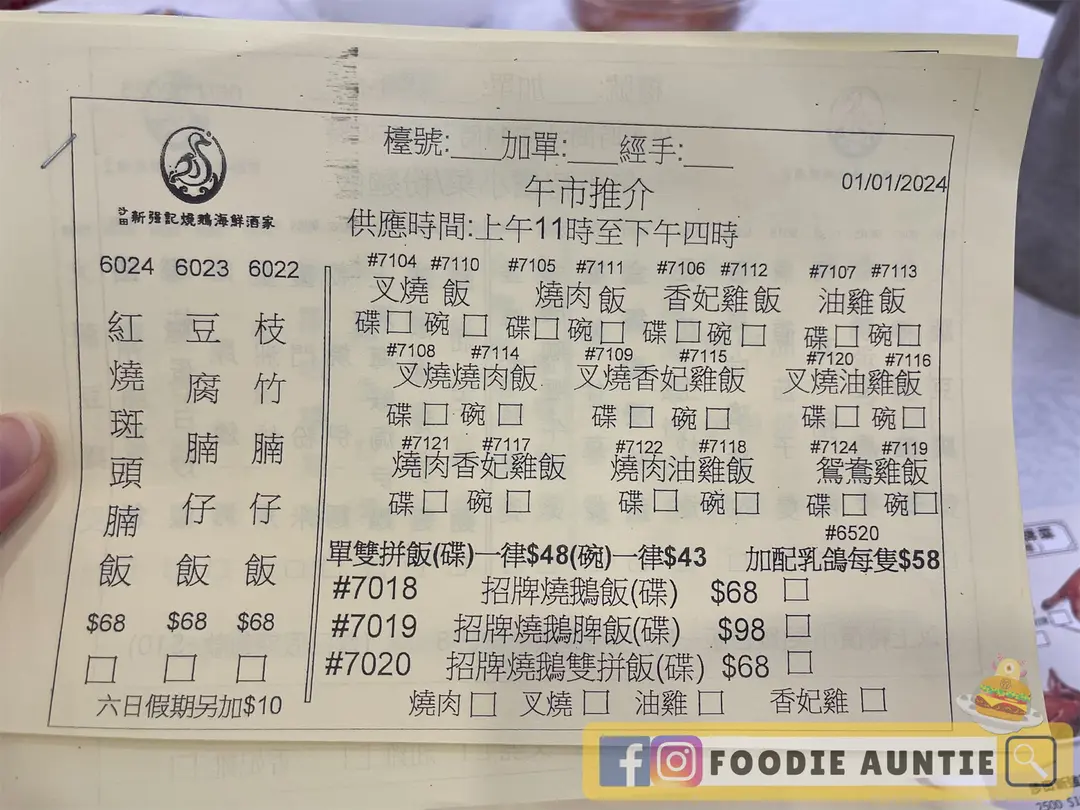 檯號:___加單:___經手:___
沙田新強記燒鵝海鮮酒家
午市推介
01/01/2024
供應時間:上午11時至下午四時
6024 6023 6022
紅燒斑頭腩飯
豆腐腩仔飯
枝竹腩仔飯
$68 $68 $68
六日假期另加$10
#7104 #7110 #7105 #7111 #7106 #7112 #7107 #7113
叉燒飯 燒肉飯 香妃雞飯 油雞飯
碟□ 碗□ 碟□ 碗□ 碟□ 碗□ 碟□ 碗□
#7108 #7114 #7109 #7115 #7120 #7116
叉燒燒肉飯 叉燒香妃雞飯 叉燒油雞飯
碟□ 碗□ 碟□ 碗□ 碟□ 碗□
#7121 #7117 #7122 #7118 #7124 #7119
燒肉香妃雞飯 燒肉油雞飯 鴛鴦雞飯
碟□ 碗□ 碟□ 碗□ 碟□ 碗□
#6520
單雙拼飯(碟)一律$48(碗)一律$43 加配乳鴿每隻$58
#7018 招牌燒鵝飯(碟) $68 □
#7019 招牌燒鵝脾飯(碟) $98 □
#7020 招牌燒鵝雙拼飯(碟) $68 □
燒肉□ 叉燒□ 油雞□ 香妃雞□
FOODIE AUNTIE